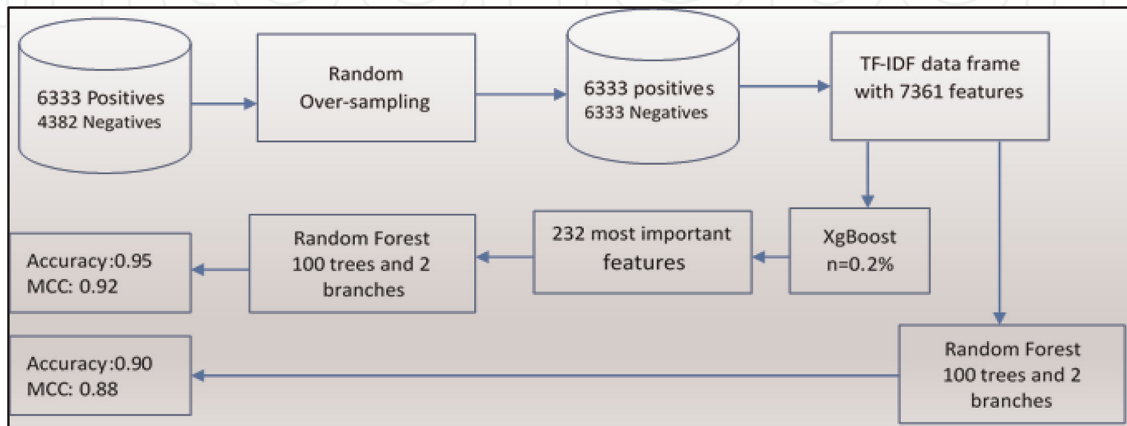 6333 Positives
4382 Negatives
Random
Over-sampling
6333 positives
6333 Negatives
TF-IDF data frame
with 7361 features
XgBoost
n=0.2%
232 most important
features
Random Forest
100 trees and 2
branches
Accuracy:0.95
MCC: 0.92
Random Forest
100 trees and 2
branches
Accuracy:0.90
MCC: 0.88